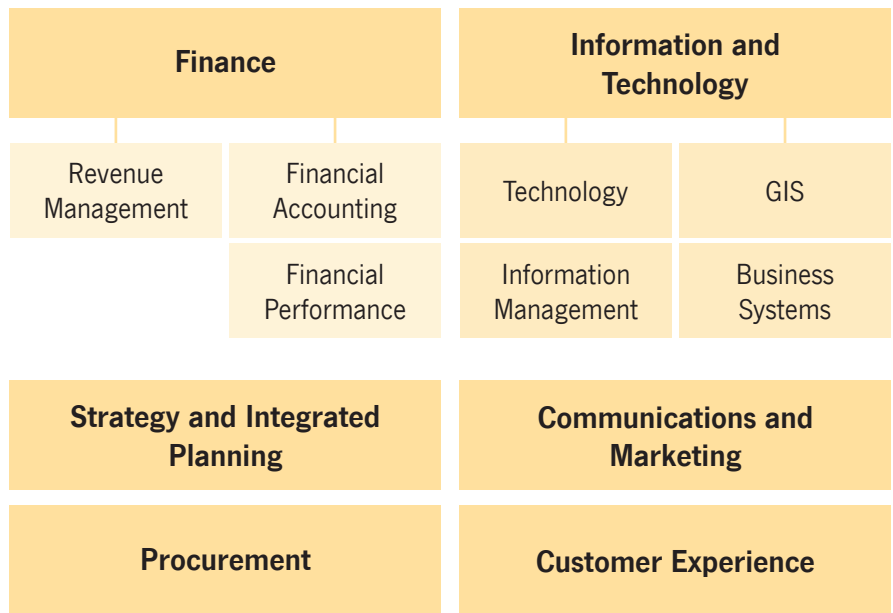 Finance
Information and
Technology
Revenue
Management
Financial
Accounting
Technology
GIS
Financial
Performance
Information
Management
Business
Systems
Strategy and Integrated
Planning
Communications and
Marketing
Procurement
Customer Experience